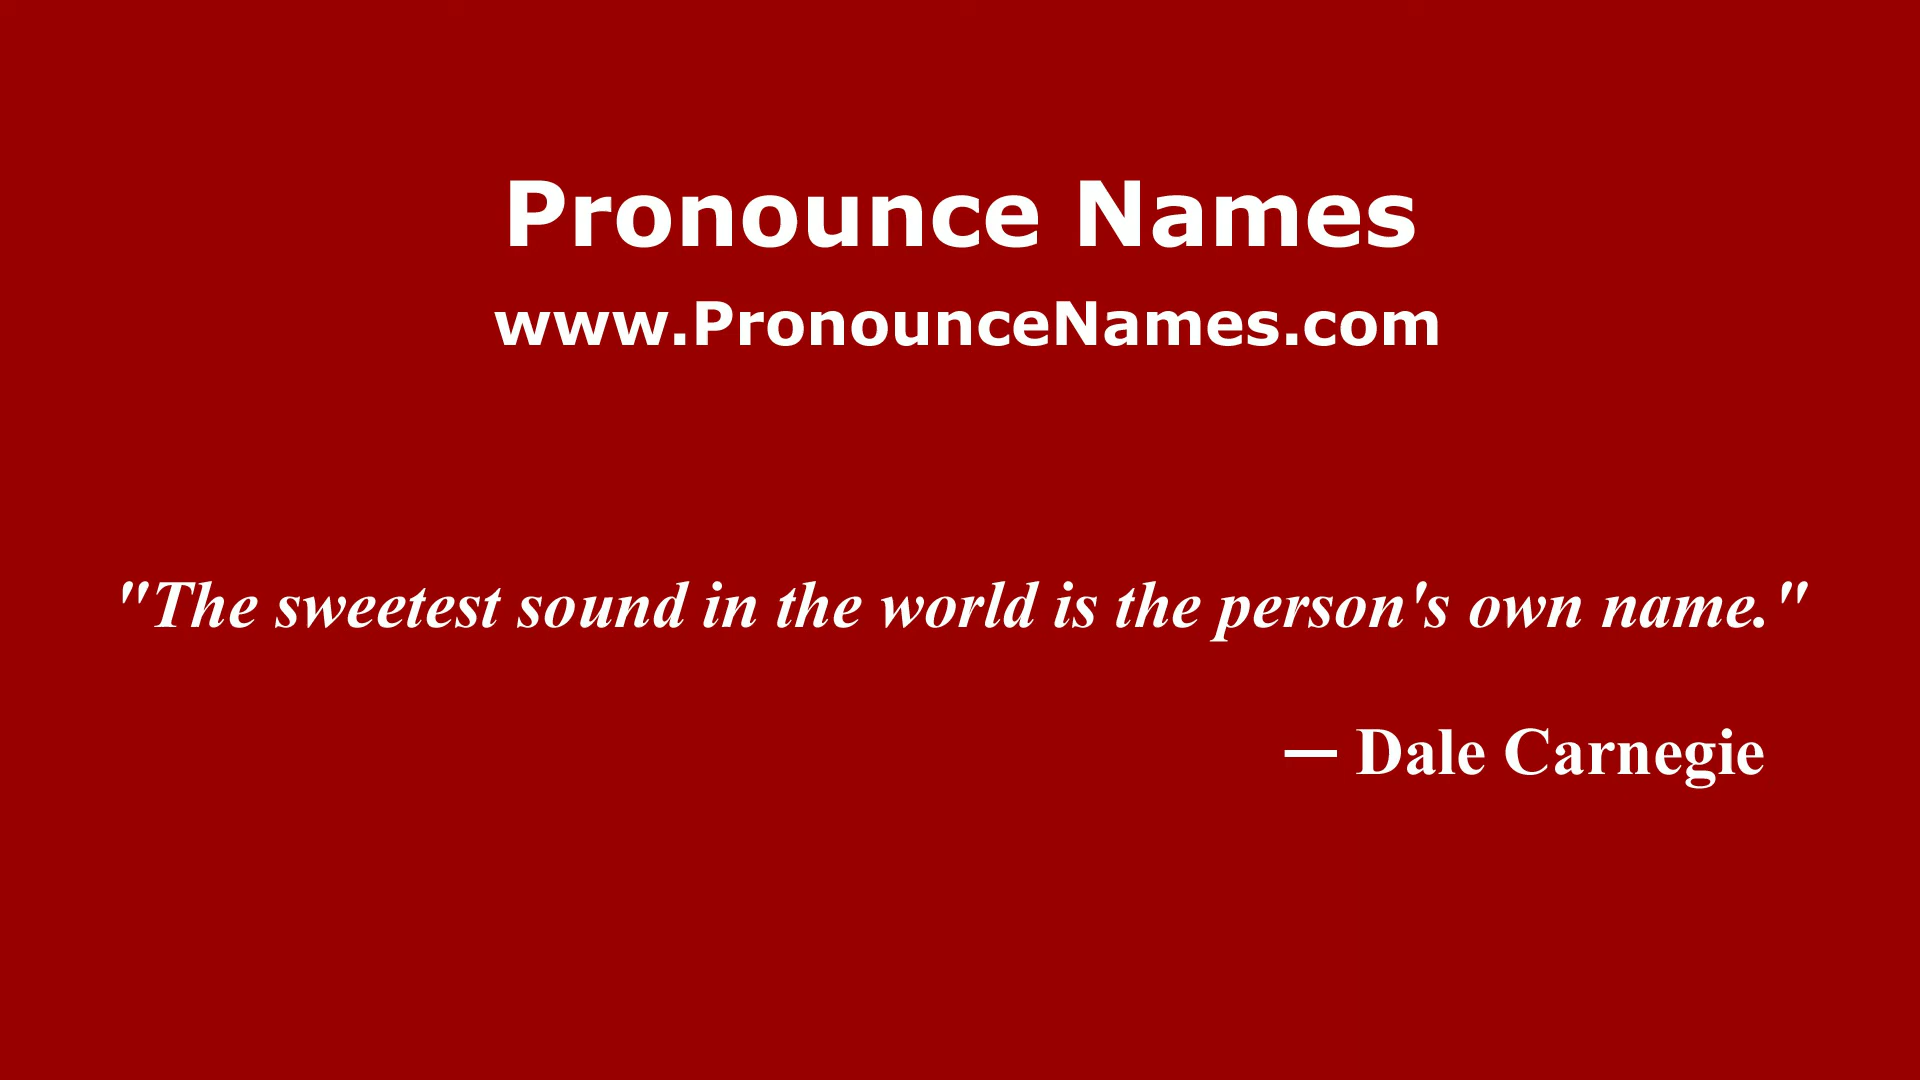 Pronounce Names
www.PronounceNames.com
"The sweetest sound in the world is the person's own name."
— Dale Carnegie